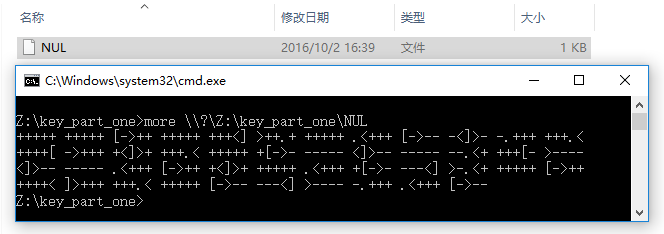 名称 修改日期 类型 大小
NUL 2016/10/2 16:39 文件 1 KB
C:\Windows\system32\cmd.exe
Z:\key_part_one>more \\?\Z:\key_part_one\NUL
+++++ +++++ [->++ +++++ +++<] >++.+ +++++ .<+++ [->-- -<]>- -.+++ +++.<
++++[ ->+++ +<]>+ +++.< +++++ +[->- ----- <]>-- ----- --.<+ +++[- >----
<]>-- ----- .<+++ [->++ +<]>+ +++++ .<+++ +[->- ---<] >-.<+ +++++ [->++
++++< ]>+++ +++.< +++++ [->-- ---<] >---- -.+++ .<+++ [->--
Z:\key_part_one>